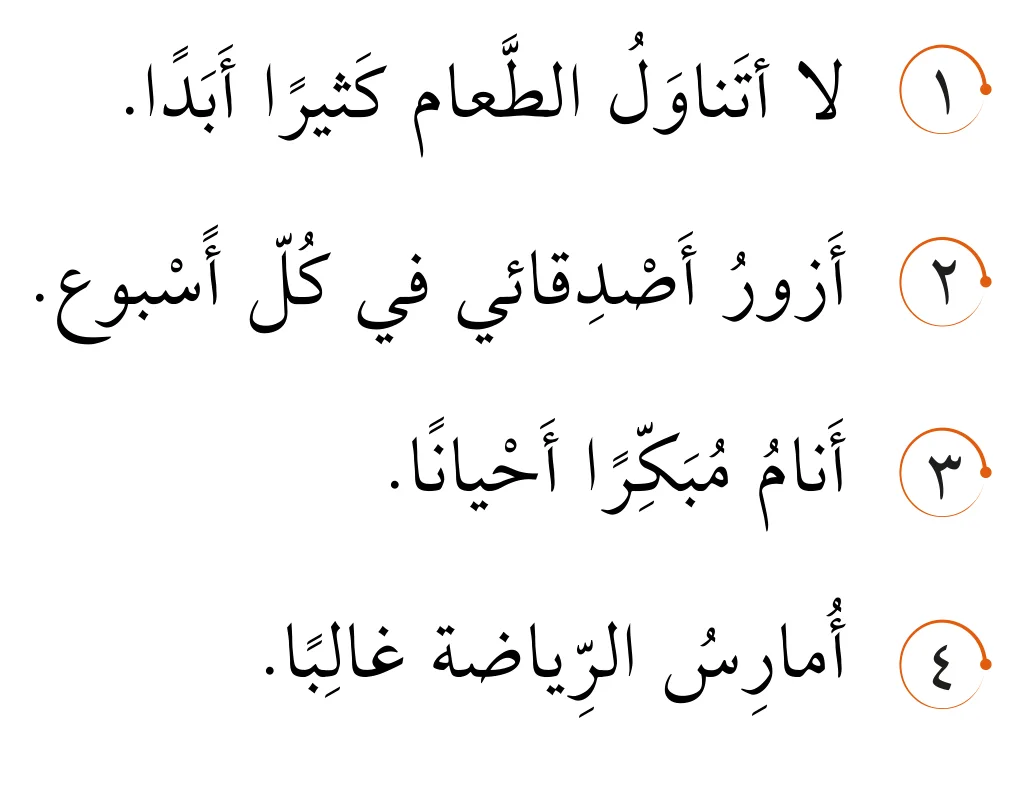 ١ لا أتَناوَلُ الطَّعام كَثيرًا أَبَدًا.
٢ أَزورُ أَصْدِقائي في كُلّ أًسْبوع.
٣ أَنامُ مُبَكِّرًا أَحْيانًا.
٤ أُمارِسُ الرِّياضة غالِبًا.